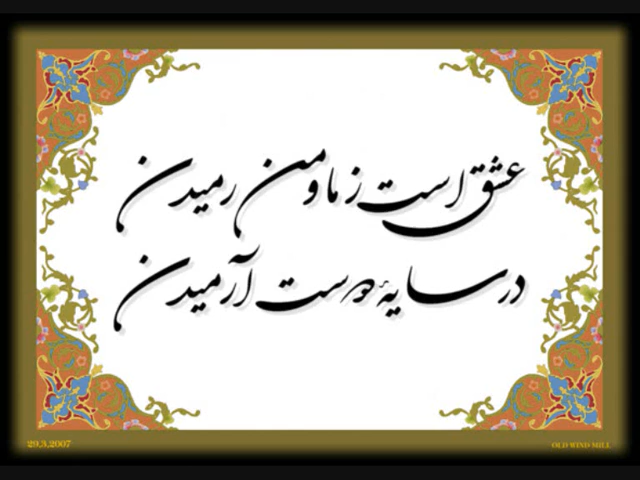 عشق است ز ما و من رمیدن
در سایهٔ دوست آرمیدن
29,3,2007
OLD WIND MILL